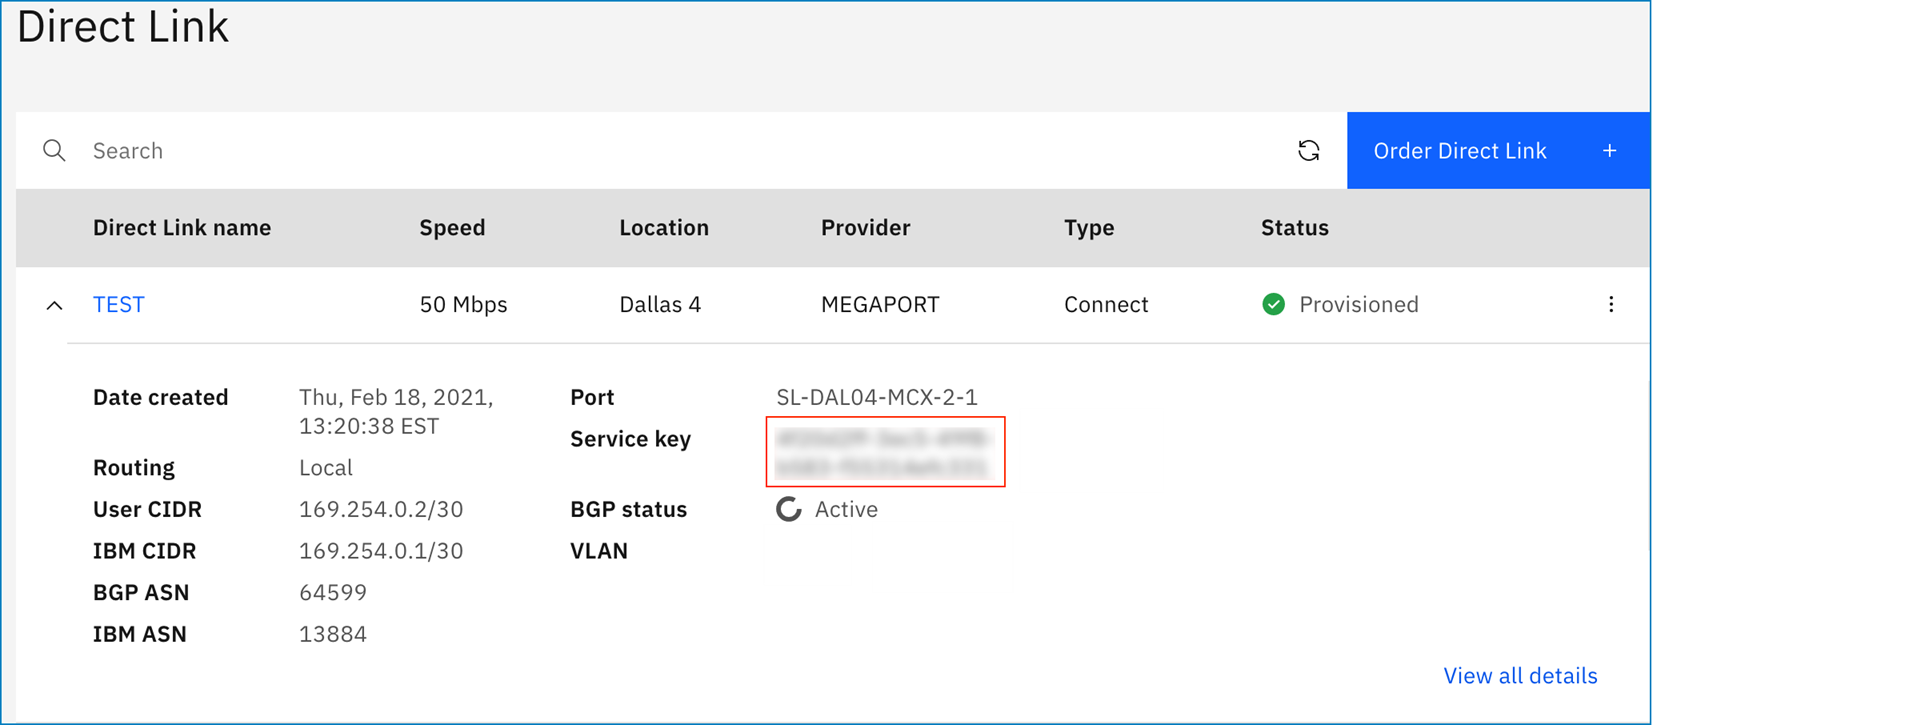 Direct Link
Search
Order Direct Link +
Direct Link name Speed Location Provider Type Status
TEST 50 Mbps Dallas 4 MEGAPORT Connect Provisioned
Date created Thu, Feb 18, 2021, Port SL-DAL04-MCX-2-1
13:20:38 EST
Service key
Routing Local
User CIDR 169.254.0.2/30 BGP status Active
IBM CIDR 169.254.0.1/30 VLAN
BGP ASN 64599
IBM ASN 13884
View all details